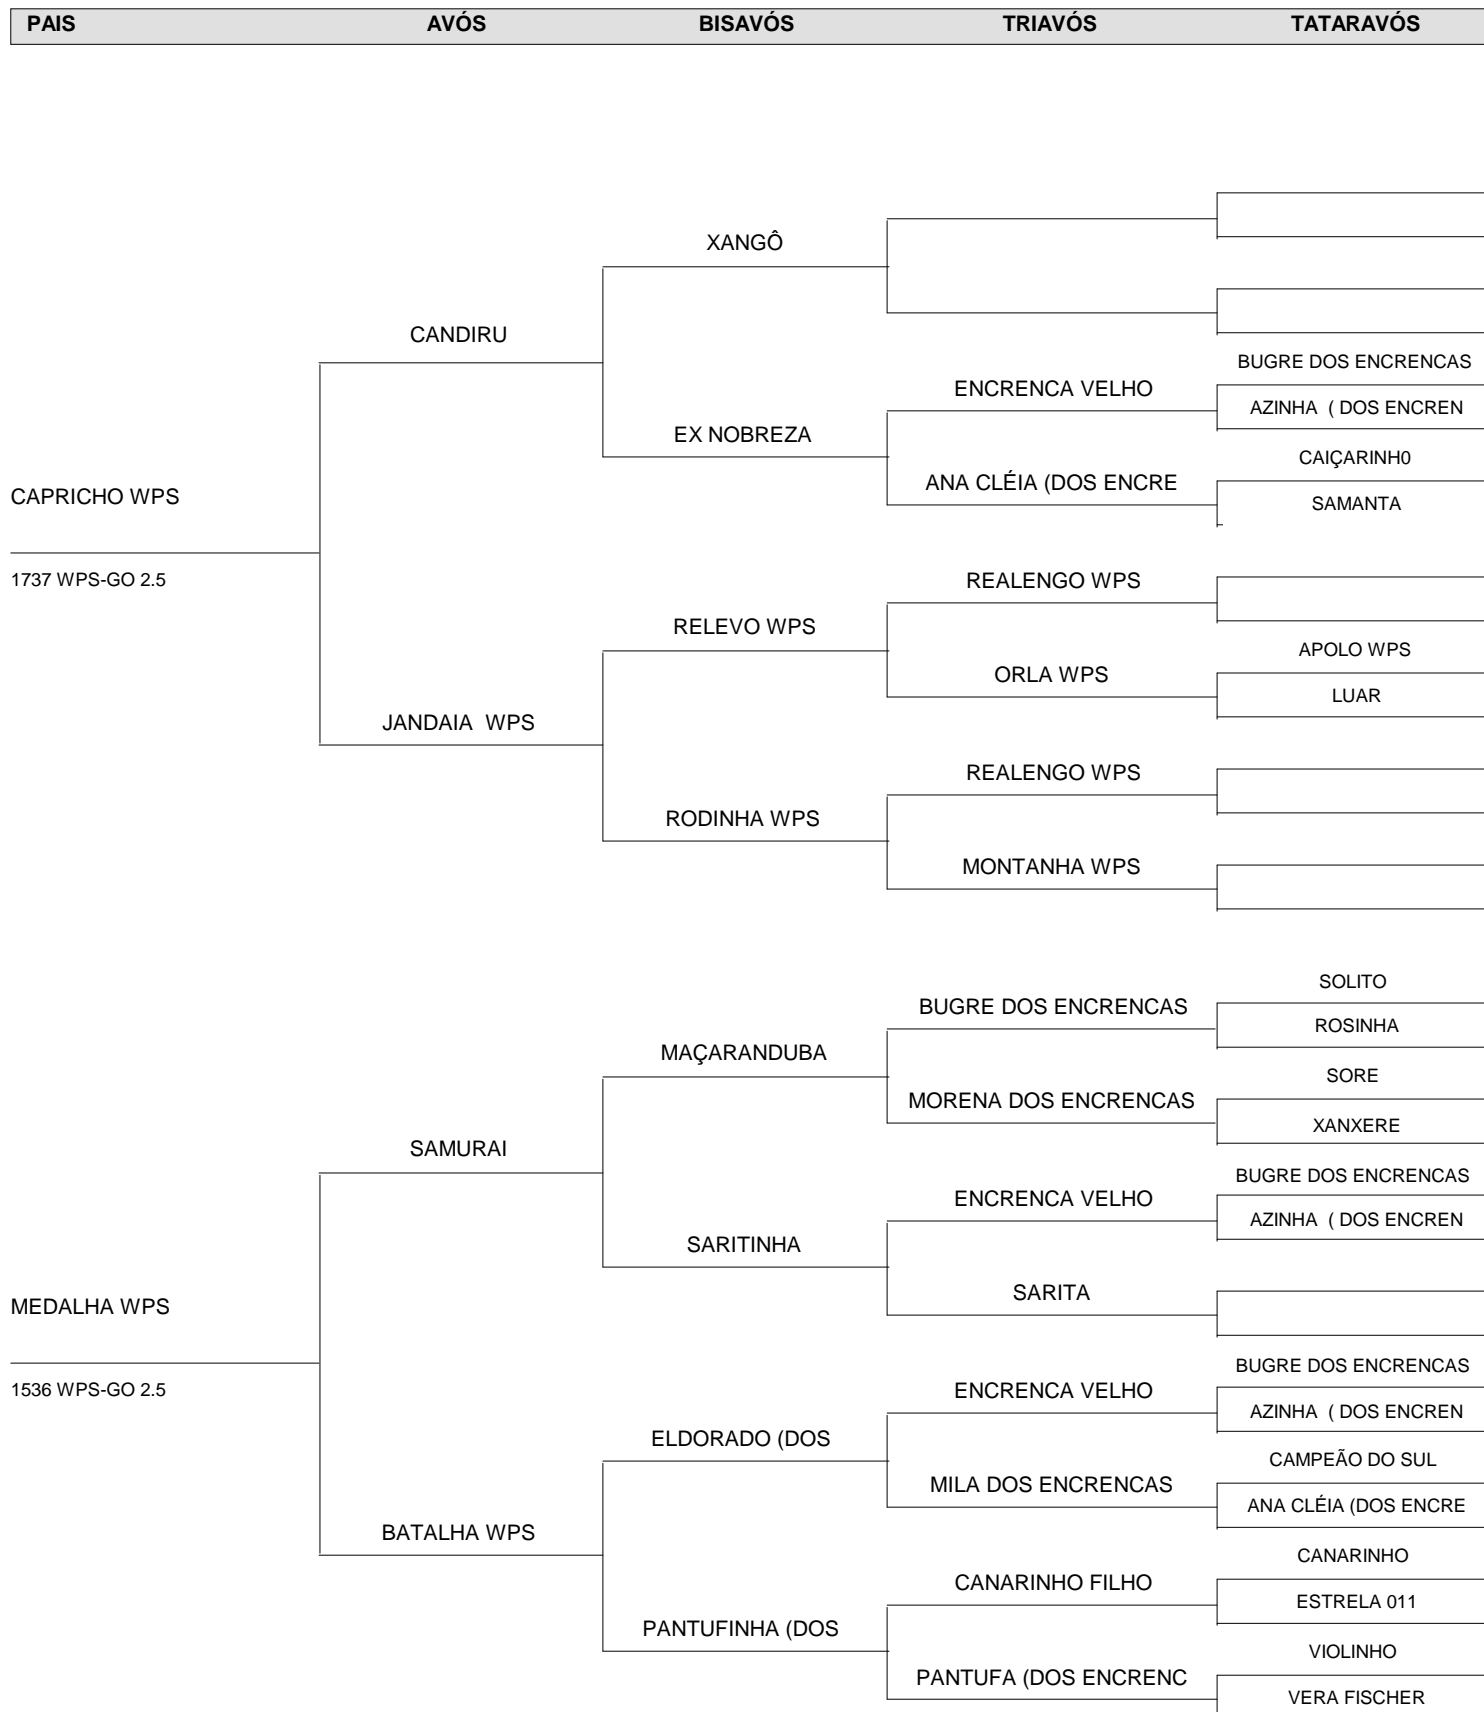 PAIS AVÓS BISAVÓS TRIAVÓS TATARAVÓS
XANGÔ
CANDIRU
BUGRE DOS ENCRENCAS
ENCRENCA VELHO
AZINHA ( DOS ENCREN
EX NOBREZA
CAIÇARINH0
ANA CLÉIA (DOS ENCRE
CAPRICHO WPS
SAMANTA
1737 WPS-GO 2.5
REALENGO WPS
RELEVO WPS
APOLO WPS
ORLA WPS
LUAR
JANDAIA WPS
REALENGO WPS
RODINHA WPS
MONTANHA WPS
SOLITO
BUGRE DOS ENCRENCAS
ROSINHA
MAÇARANDUBA
SORE
MORENA DOS ENCRENCAS
XANXERE
SAMURAI
BUGRE DOS ENCRENCAS
ENCRENCA VELHO
AZINHA ( DOS ENCREN
SARITINHA
SARITA
MEDALHA WPS
BUGRE DOS ENCRENCAS
1536 WPS-GO 2.5
ENCRENCA VELHO
AZINHA ( DOS ENCREN
ELDORADO (DOS
CAMPEÃO DO SUL
MILA DOS ENCRENCAS
ANA CLÉIA (DOS ENCRE
BATALHA WPS
CANARINHO
CANARINHO FILHO
ESTRELA 011
PANTUFINHA (DOS
VIOLINHO
PANTUFA (DOS ENCRENC
VERA FISCHER